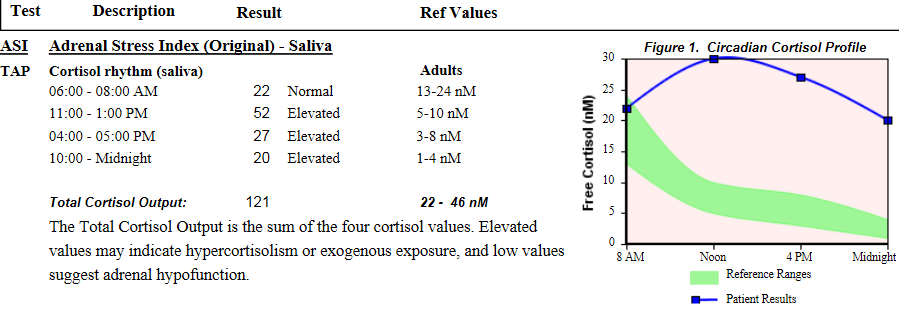 Test Description Result Ref Values
ASI Adrenal Stress Index (Original) - Saliva
TAP Cortisol rhythm (saliva) Adults
06:00 - 08:00 AM 22 Normal 13-24 nM
11:00 - 1:00 PM 52 Elevated 5-10 nM
04:00 - 05:00 PM 27 Elevated 3-8 nM
10:00 - Midnight 20 Elevated 1-4 nM
Total Cortisol Output: 121 22 - 46 nM
The Total Cortisol Output is the sum of the four cortisol values. Elevated
values may indicate hypercortisolism or exogenous exposure, and low values
suggest adrenal hypofunction.
Figure 1. Circadian Cortisol Profile
Free Cortisol (nM)
30
25
20
15
10
5
0
8 AM Noon 4 PM Midnight
Reference Ranges
Patient Results